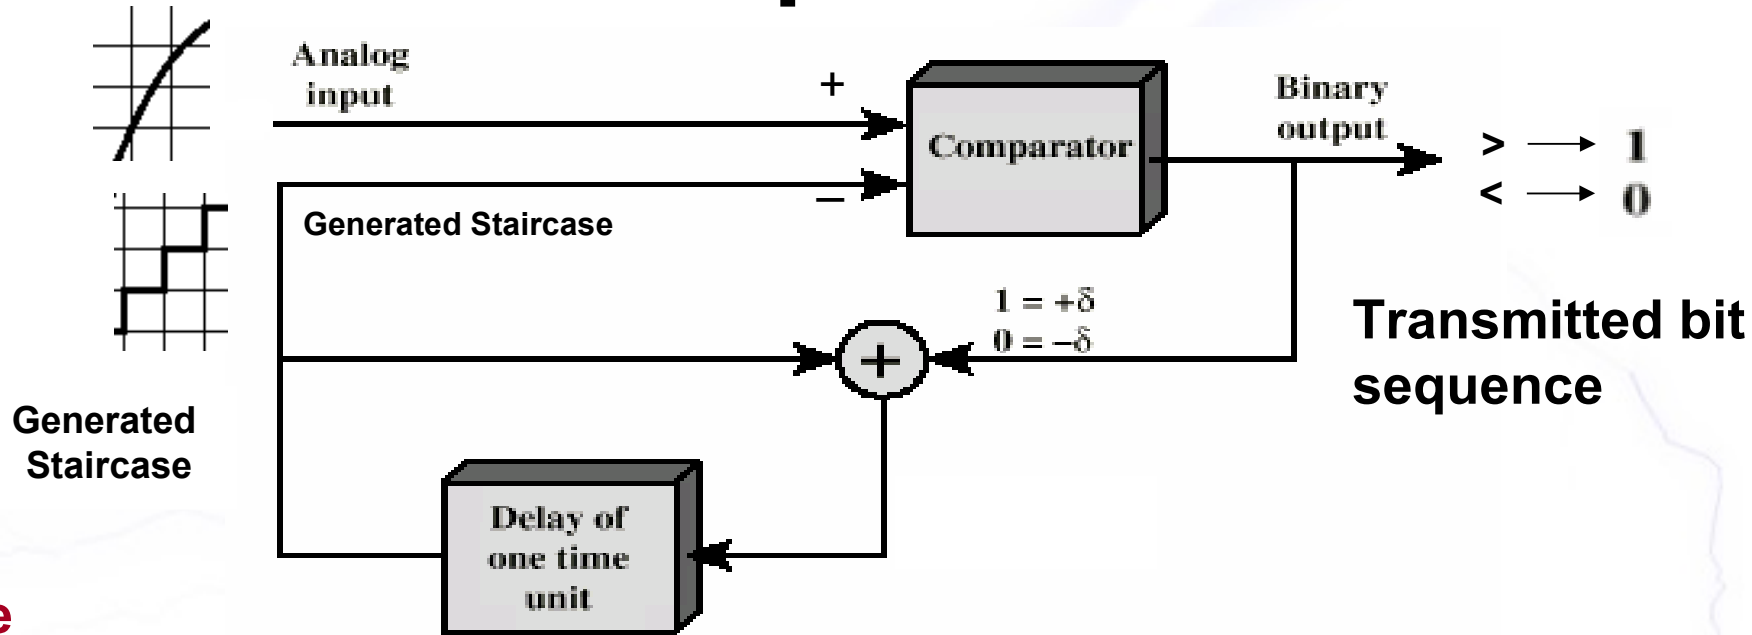 Analog
input
+
Comparator
Binary
output
> → 1
< → 0
–
Generated Staircase
1 = +δ
0 = −δ
+
Transmitted bit
sequence
Generated
Staircase
Delay of
one time
unit
e